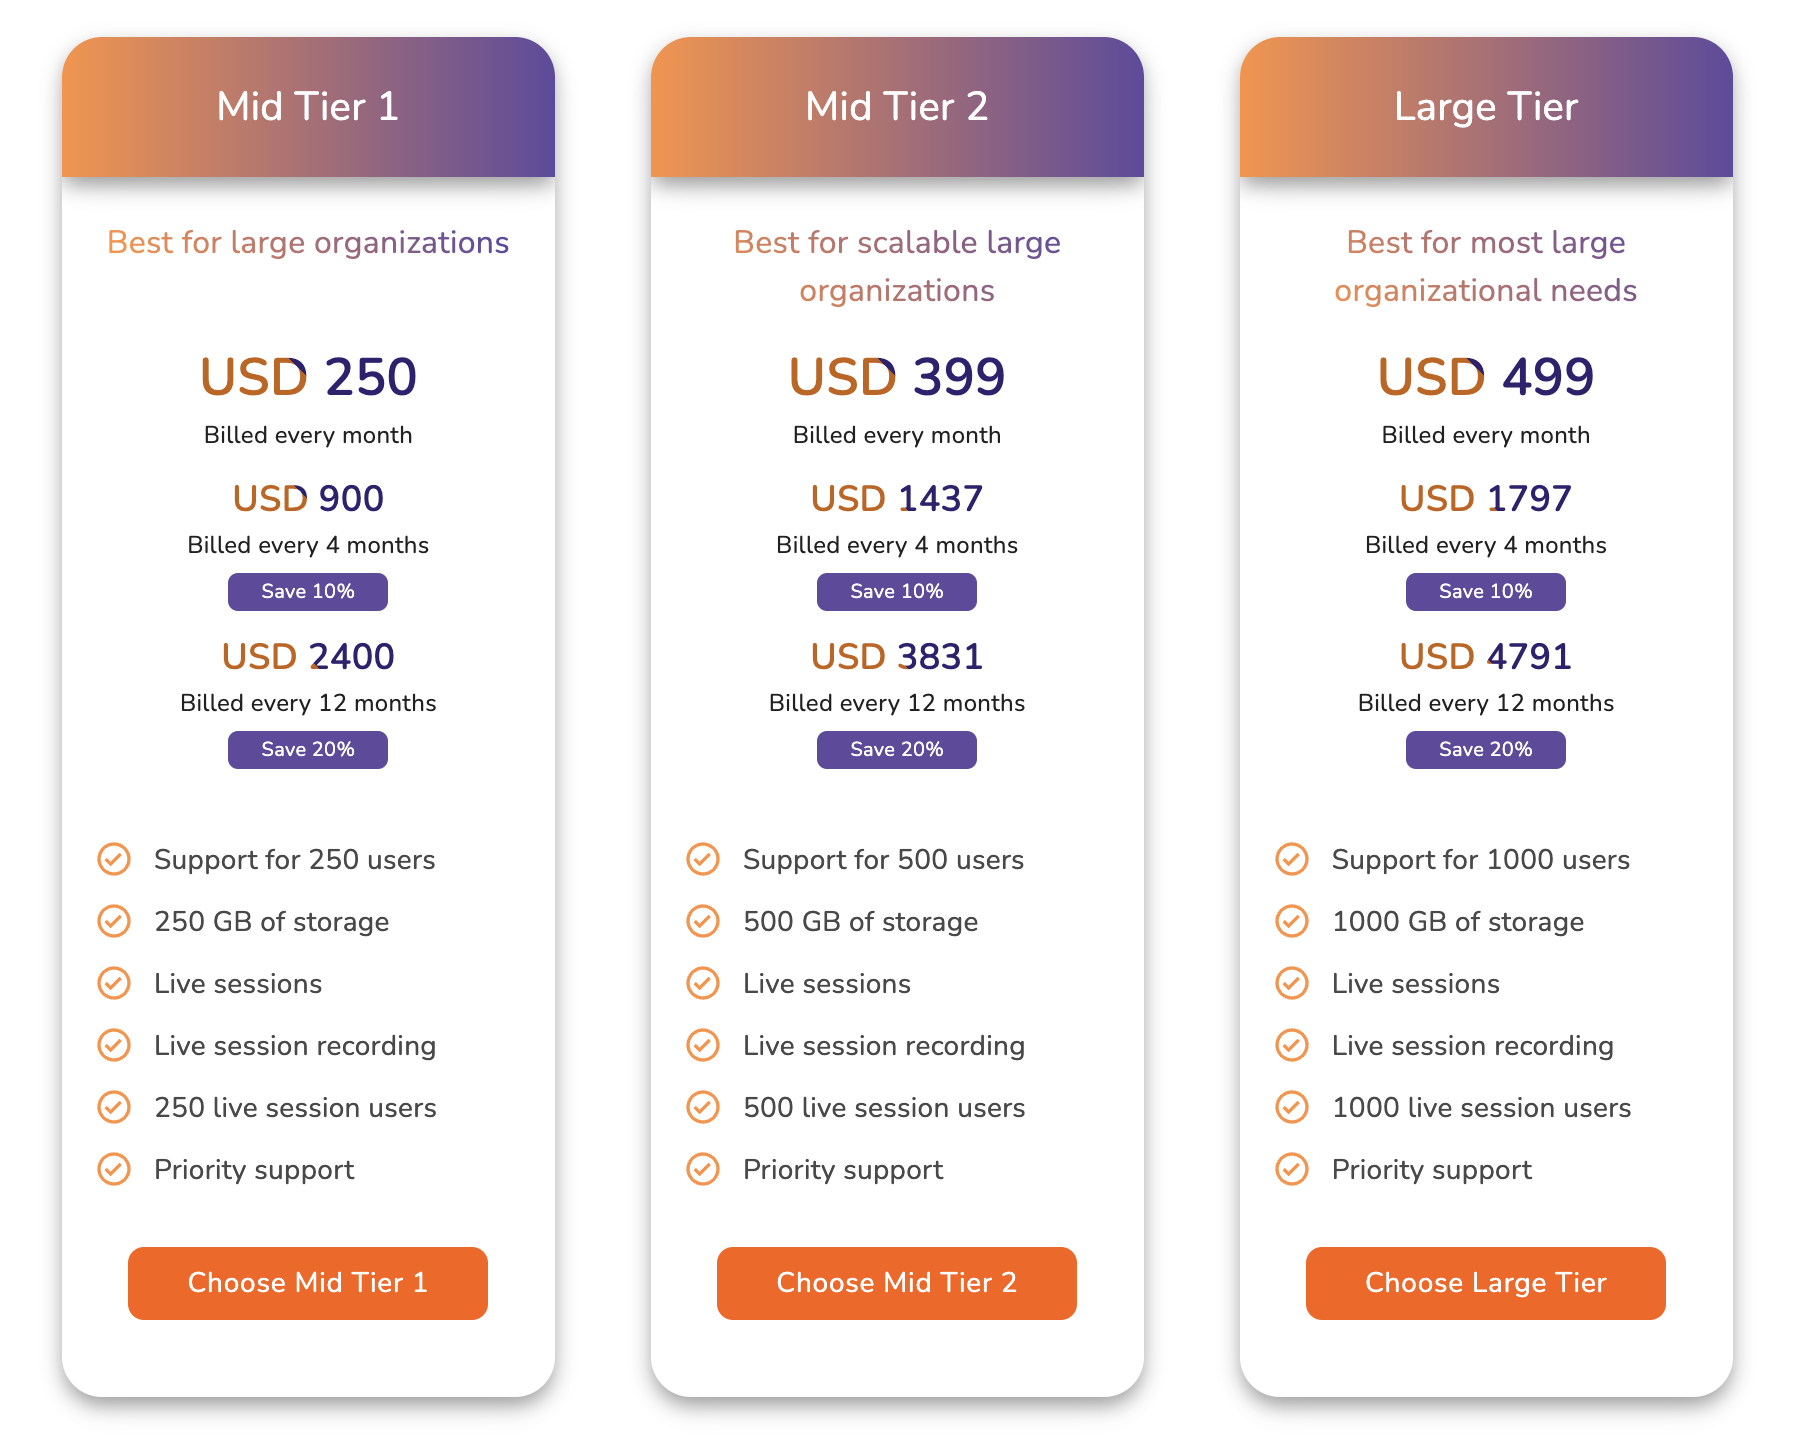 Mid Tier 1
Best for large organizations
USD 250
Billed every month
USD 900
Billed every 4 months
Save 10%
USD 2400
Billed every 12 months
Save 20%
Support for 250 users
250 GB of storage
Live sessions
Live session recording
250 live session users
Priority support
Choose Mid Tier 1
Mid Tier 2
Best for scalable large
organizations
USD 399
Billed every month
USD 1437
Billed every 4 months
Save 10%
USD 3831
Billed every 12 months
Save 20%
Support for 500 users
500 GB of storage
Live sessions
Live session recording
500 live session users
Priority support
Choose Mid Tier 2
Large Tier
Best for most large
organizational needs
USD 499
Billed every month
USD 1797
Billed every 4 months
Save 10%
USD 4791
Billed every 12 months
Save 20%
Support for 1000 users
1000 GB of storage
Live sessions
Live session recording
1000 live session users
Priority support
Choose Large Tier